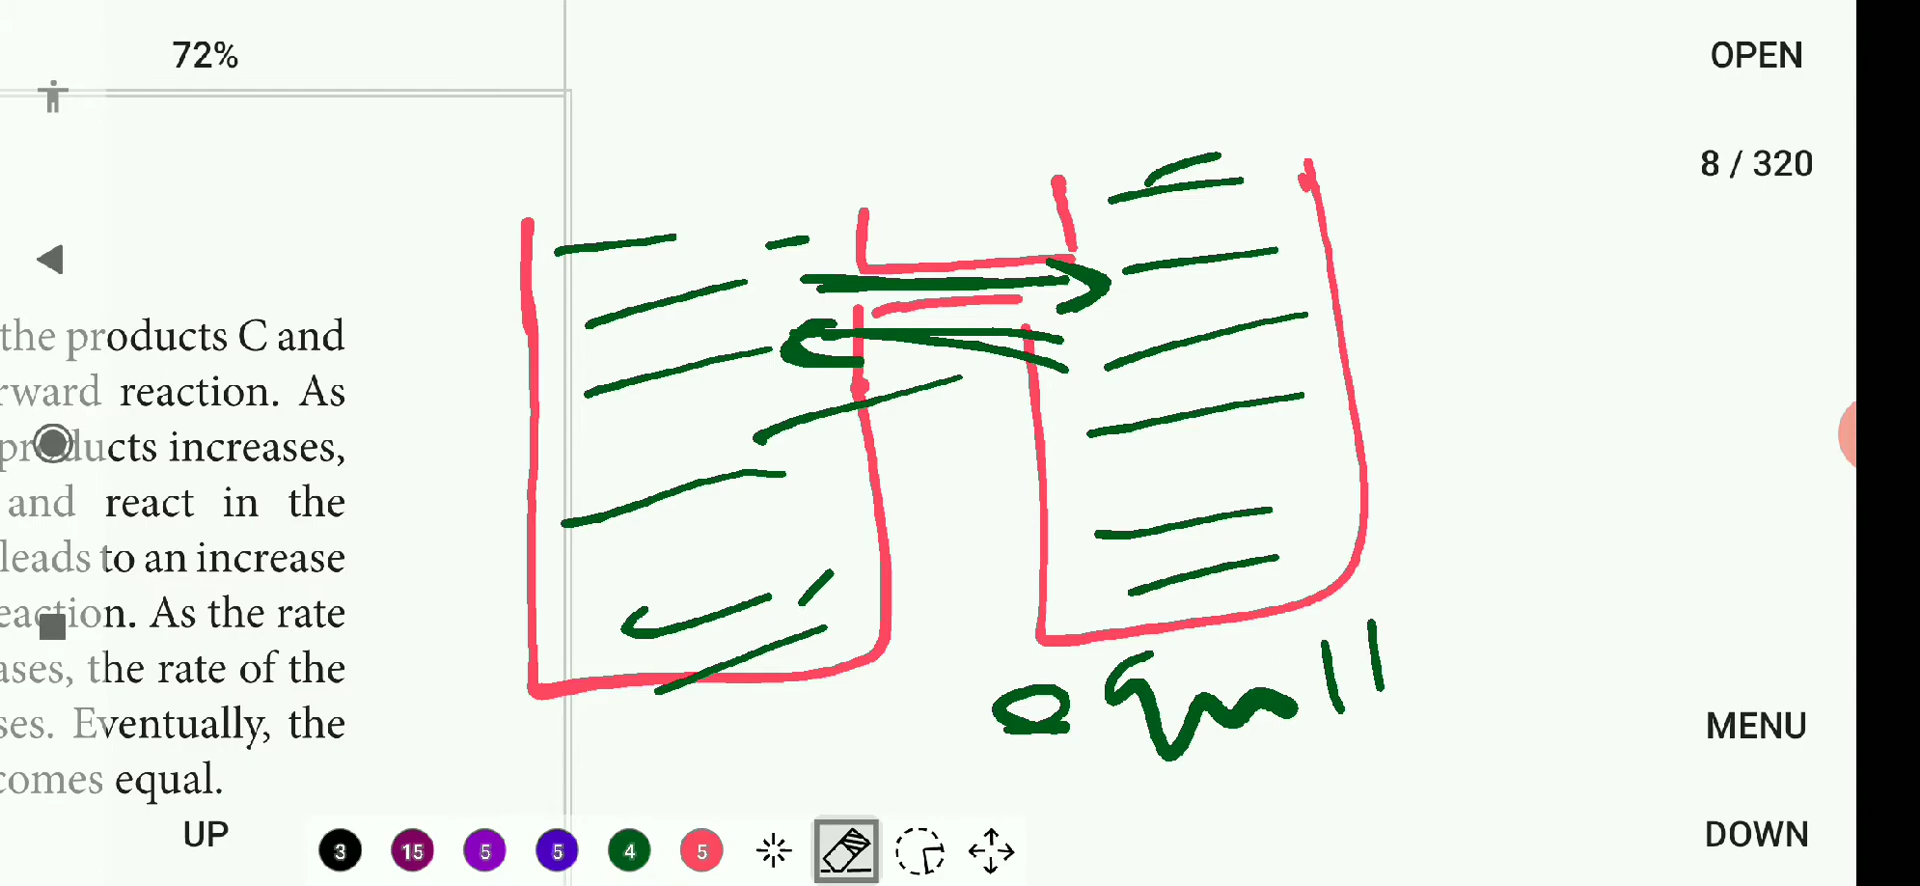 72%
OPEN
8 / 320
the products C and
rward reaction. As
products increases,
and react in the
leads to an increase
eaction. As the rate
ases, the rate of the
ses. Eventually, the
comes equal.
MENU
UP
DOWN
3 15 5 5 4 5